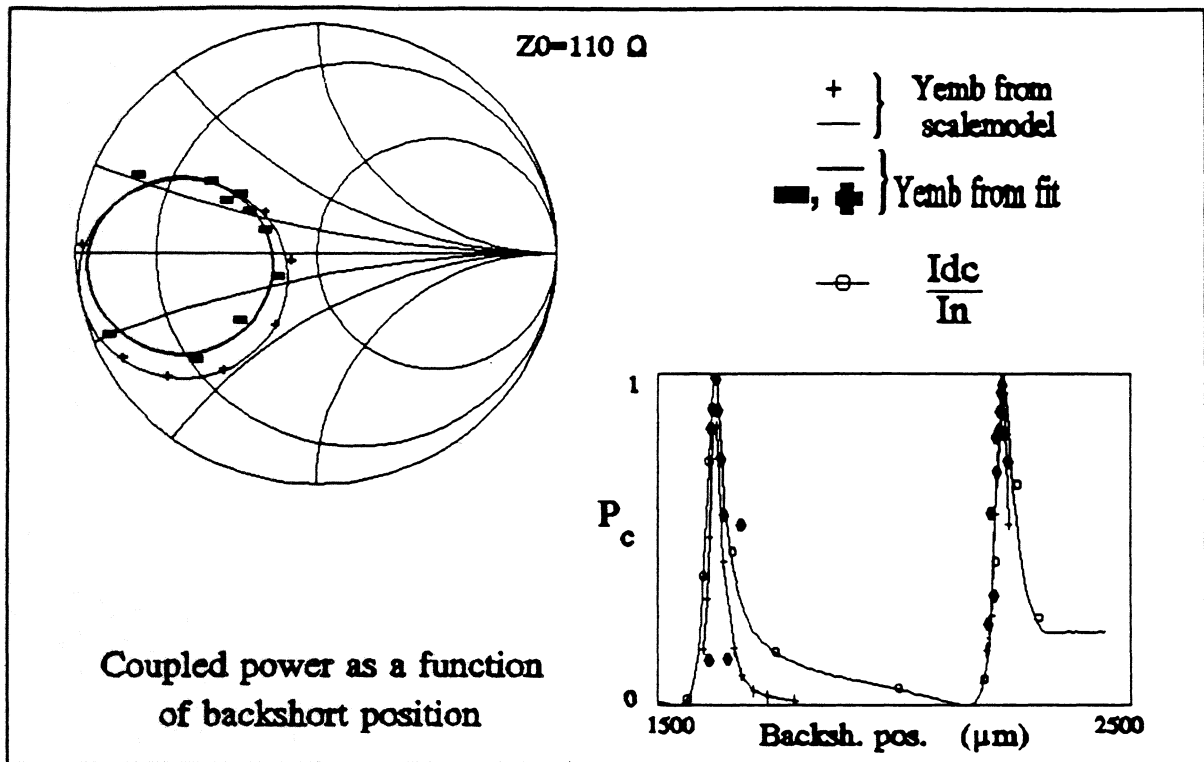 Z0=110 Ω
+ } Yemb from
scalemodel
, } Yemb from fit
Idc
In
1
Pc
0
1500
2500
Backsh. pos. (μm)
Coupled power as a function
of backshort position